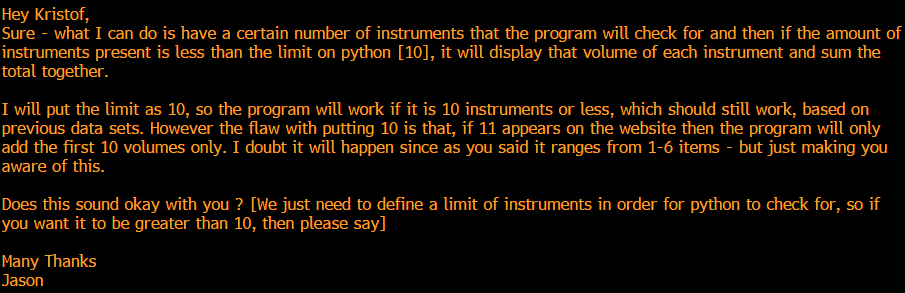 Hey Kristof,
Sure - what I can do is have a certain number of instruments that the program will check for and then if the amount of
instruments present is less than the limit on python [10], it will display that volume of each instrument and sum the
total together.
I will put the limit as 10, so the program will work if it is 10 instruments or less, which should still work, based on
previous data sets. However the flaw with putting 10 is that, if 11 appears on the website then the program will only
add the first 10 volumes only. I doubt it will happen since as you said it ranges from 1-6 items - but just making you
aware of this.
Does this sound okay with you ? [We just need to define a limit of instruments in order for python to check for, so if
you want it to be greater than 10, then please say]
Many Thanks
Jason